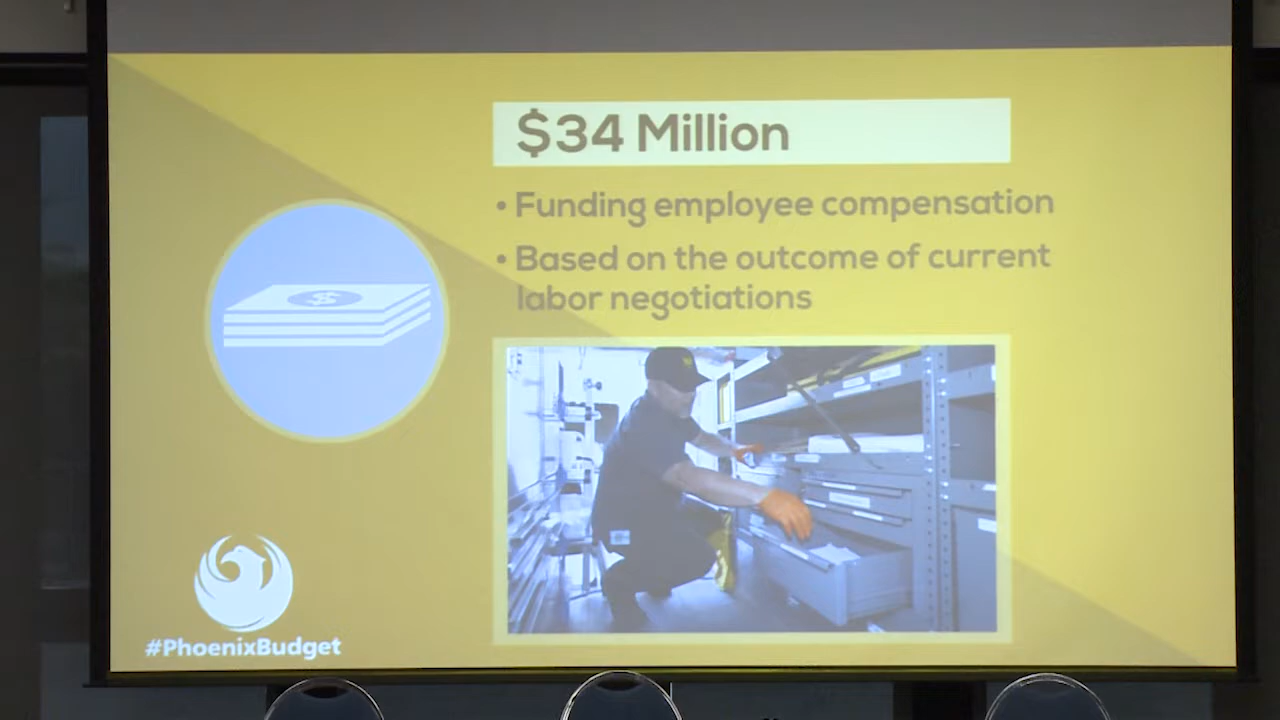 $34 Million
• Funding employee compensation
• Based on the outcome of current
labor negotiations
$
#PhoenixBudget